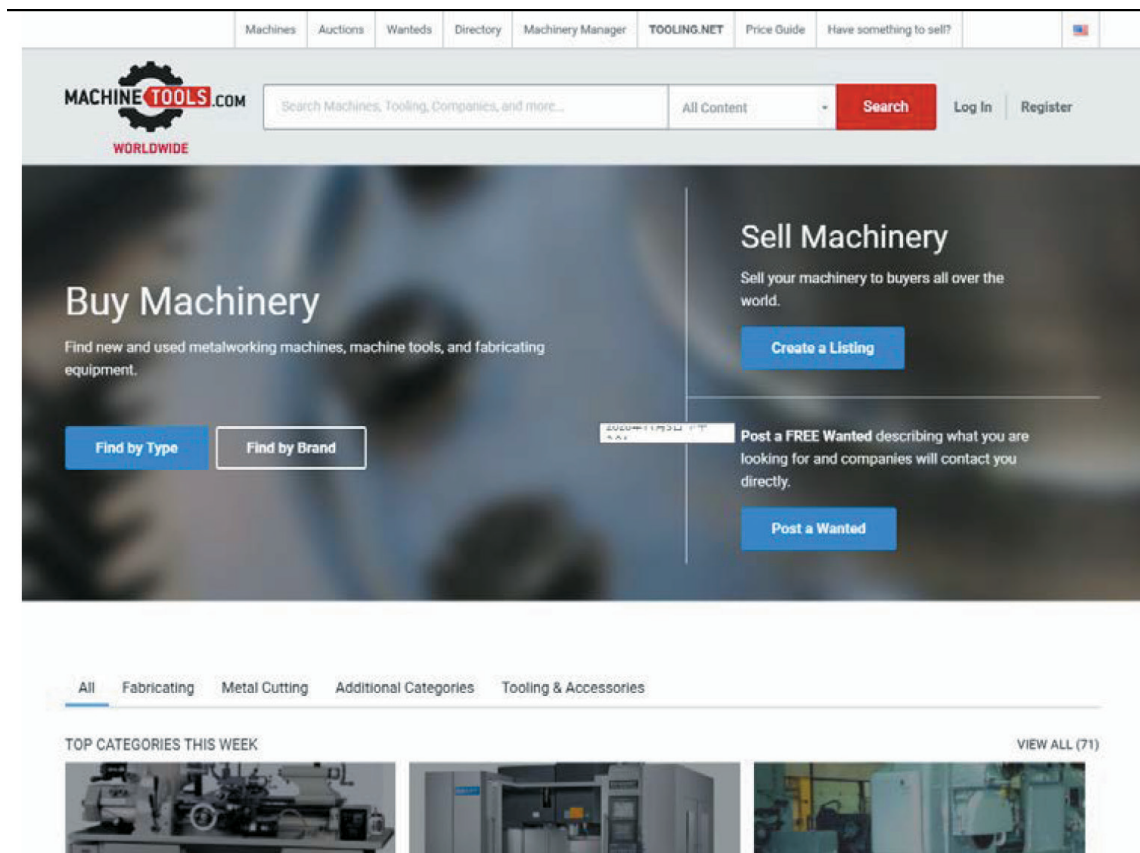 Machines Auctions Wanteds Directory Machinery Manager TOOLING.NET Price Guide Have something to sell?
MACHINE TOOLS.COM
WORLDWIDE
Search Machines, Tooling, Companies, and more... All Content Search Log In Register
Buy Machinery
Find new and used metalworking machines, machine tools, and fabricating
equipment.
Find by Type Find by Brand
Sell Machinery
Sell your machinery to buyers all over the
world.
Create a Listing
Post a FREE Wanted describing what you are
looking for and companies will contact you
directly.
Post a Wanted
All Fabricating Metal Cutting Additional Categories Tooling & Accessories
TOP CATEGORIES THIS WEEK VIEW ALL (71)